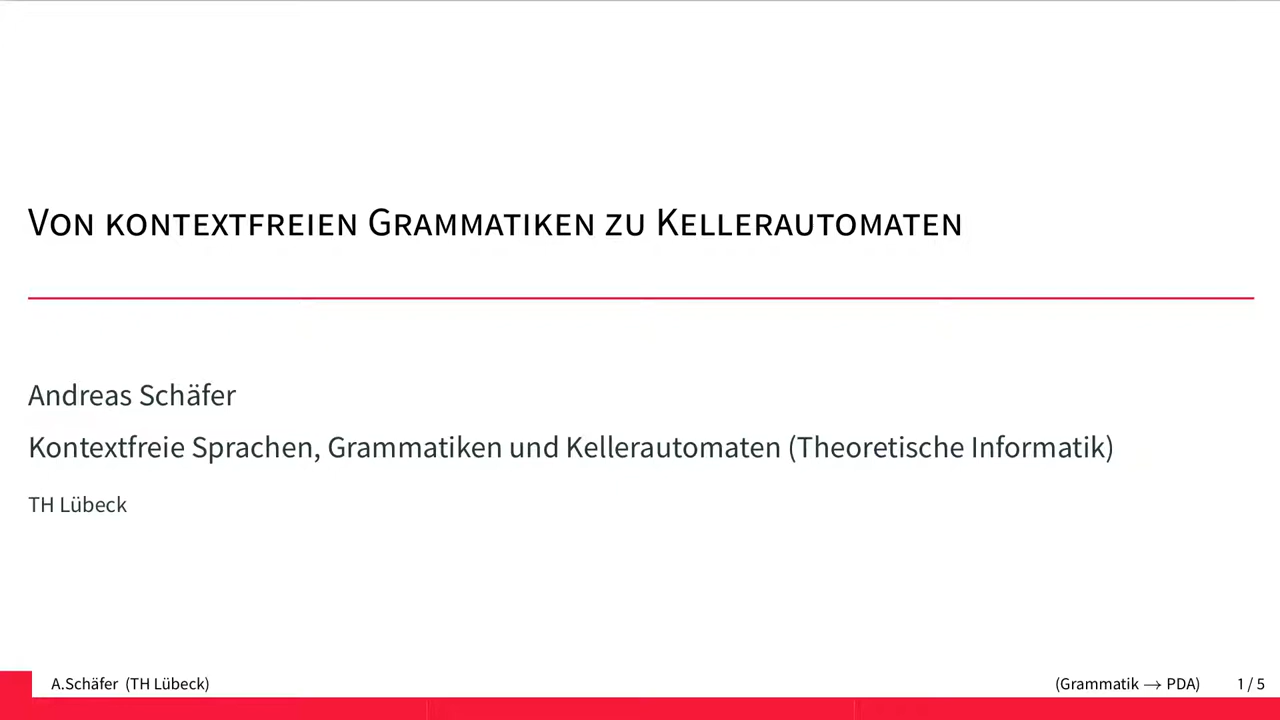 Von kontextfreien Grammatiken zu Kellerautomaten
Andreas Schäfer
Kontextfreie Sprachen, Grammatiken und Kellerautomaten (Theoretische Informatik)
TH Lübeck
A.Schäfer (TH Lübeck) (Grammatik → PDA) 1 / 5